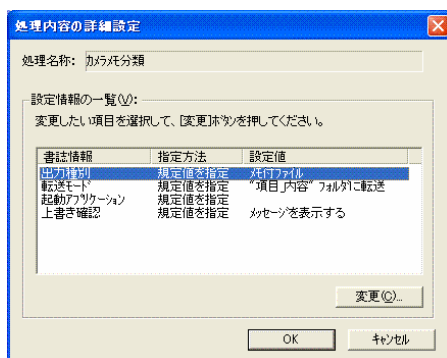 処理内容の詳細設定
処理名称: カメラメモ分類
設定情報の一覧(V):
変更したい項目を選択して、[変更]ボタンを押してください。
書誌情報 指定方法 設定値
出力種別 規定値を指定 メモ付ファイル
転送モード 規定値を指定 "項目_内容" フォルダに転送
起動アプリケーション 規定値を指定
上書き確認 規定値を指定 メッセージを表示する
変更(C)...
OK キャンセル